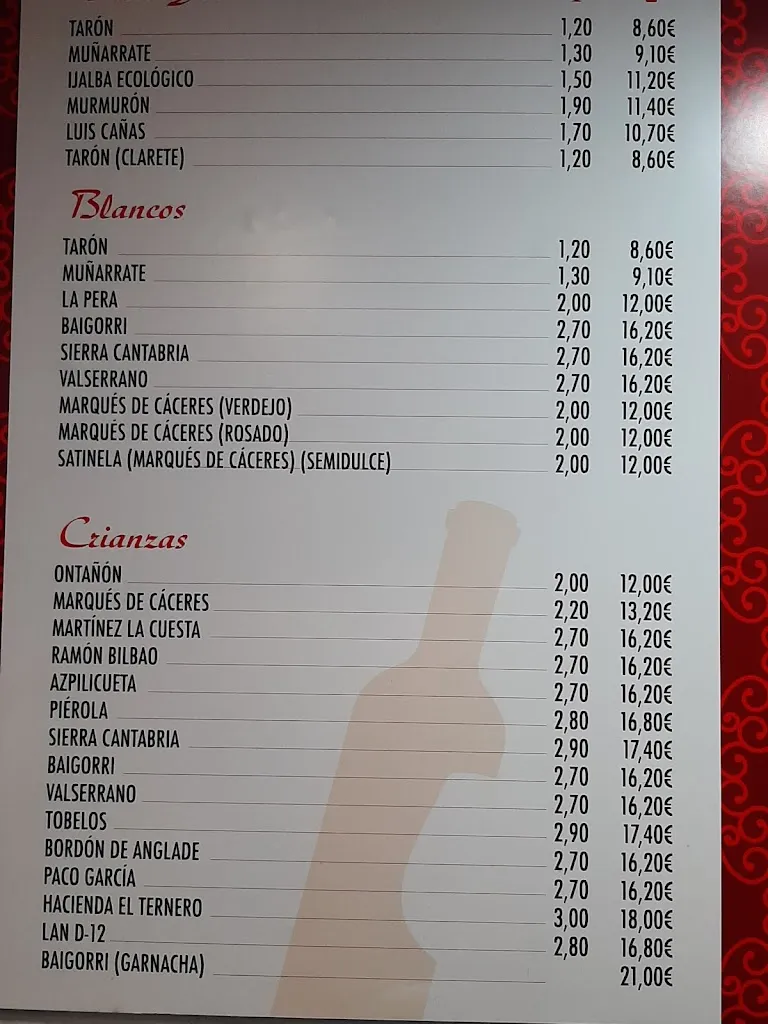 TARÓN 1,20 8,60€
MUÑARRATE 1,30 9,10€
IJALBA ECOLÓGICO 1,50 11,20€
MURMURÓN 1,90 11,40€
LUIS CAÑAS 1,70 10,70€
TARÓN (CLARETE) 1,20 8,60€
Blancos
TARÓN 1,20 8,60€
MUÑARRATE 1,30 9,10€
LA PERA 2,00 12,00€
BAIGORRI 2,70 16,20€
SIERRA CANTABRIA 2,70 16,20€
VALSERRANO 2,70 16,20€
MARQUÉS DE CÁCERES (VERDEJO) 2,00 12,00€
MARQUÉS DE CÁCERES (ROSADO) 2,00 12,00€
SATINELA (MARQUÉS DE CÁCERES) (SEMIDULCE) 2,00 12,00€
Crianzas
ONTAÑÓN 2,00 12,00€
MARQUÉS DE CÁCERES 2,20 13,20€
MARTÍNEZ LA CUESTA 2,70 16,20€
RAMÓN BILBAO 2,70 16,20€
AZPILICUETA 2,70 16,20€
PIÉROLA 2,80 16,80€
SIERRA CANTABRIA 2,90 17,40€
BAIGORRI 2,70 16,20€
VALSERRANO 2,70 16,20€
TOBELOS 2,90 17,40€
BORDÓN DE ANGLADE 2,70 16,20€
PACO GARCÍA 2,70 16,20€
HACIENDA EL TERNERO 3,00 18,00€
LAN D-12 2,80 16,80€
BAIGORRI (GARNACHA) 21,00€